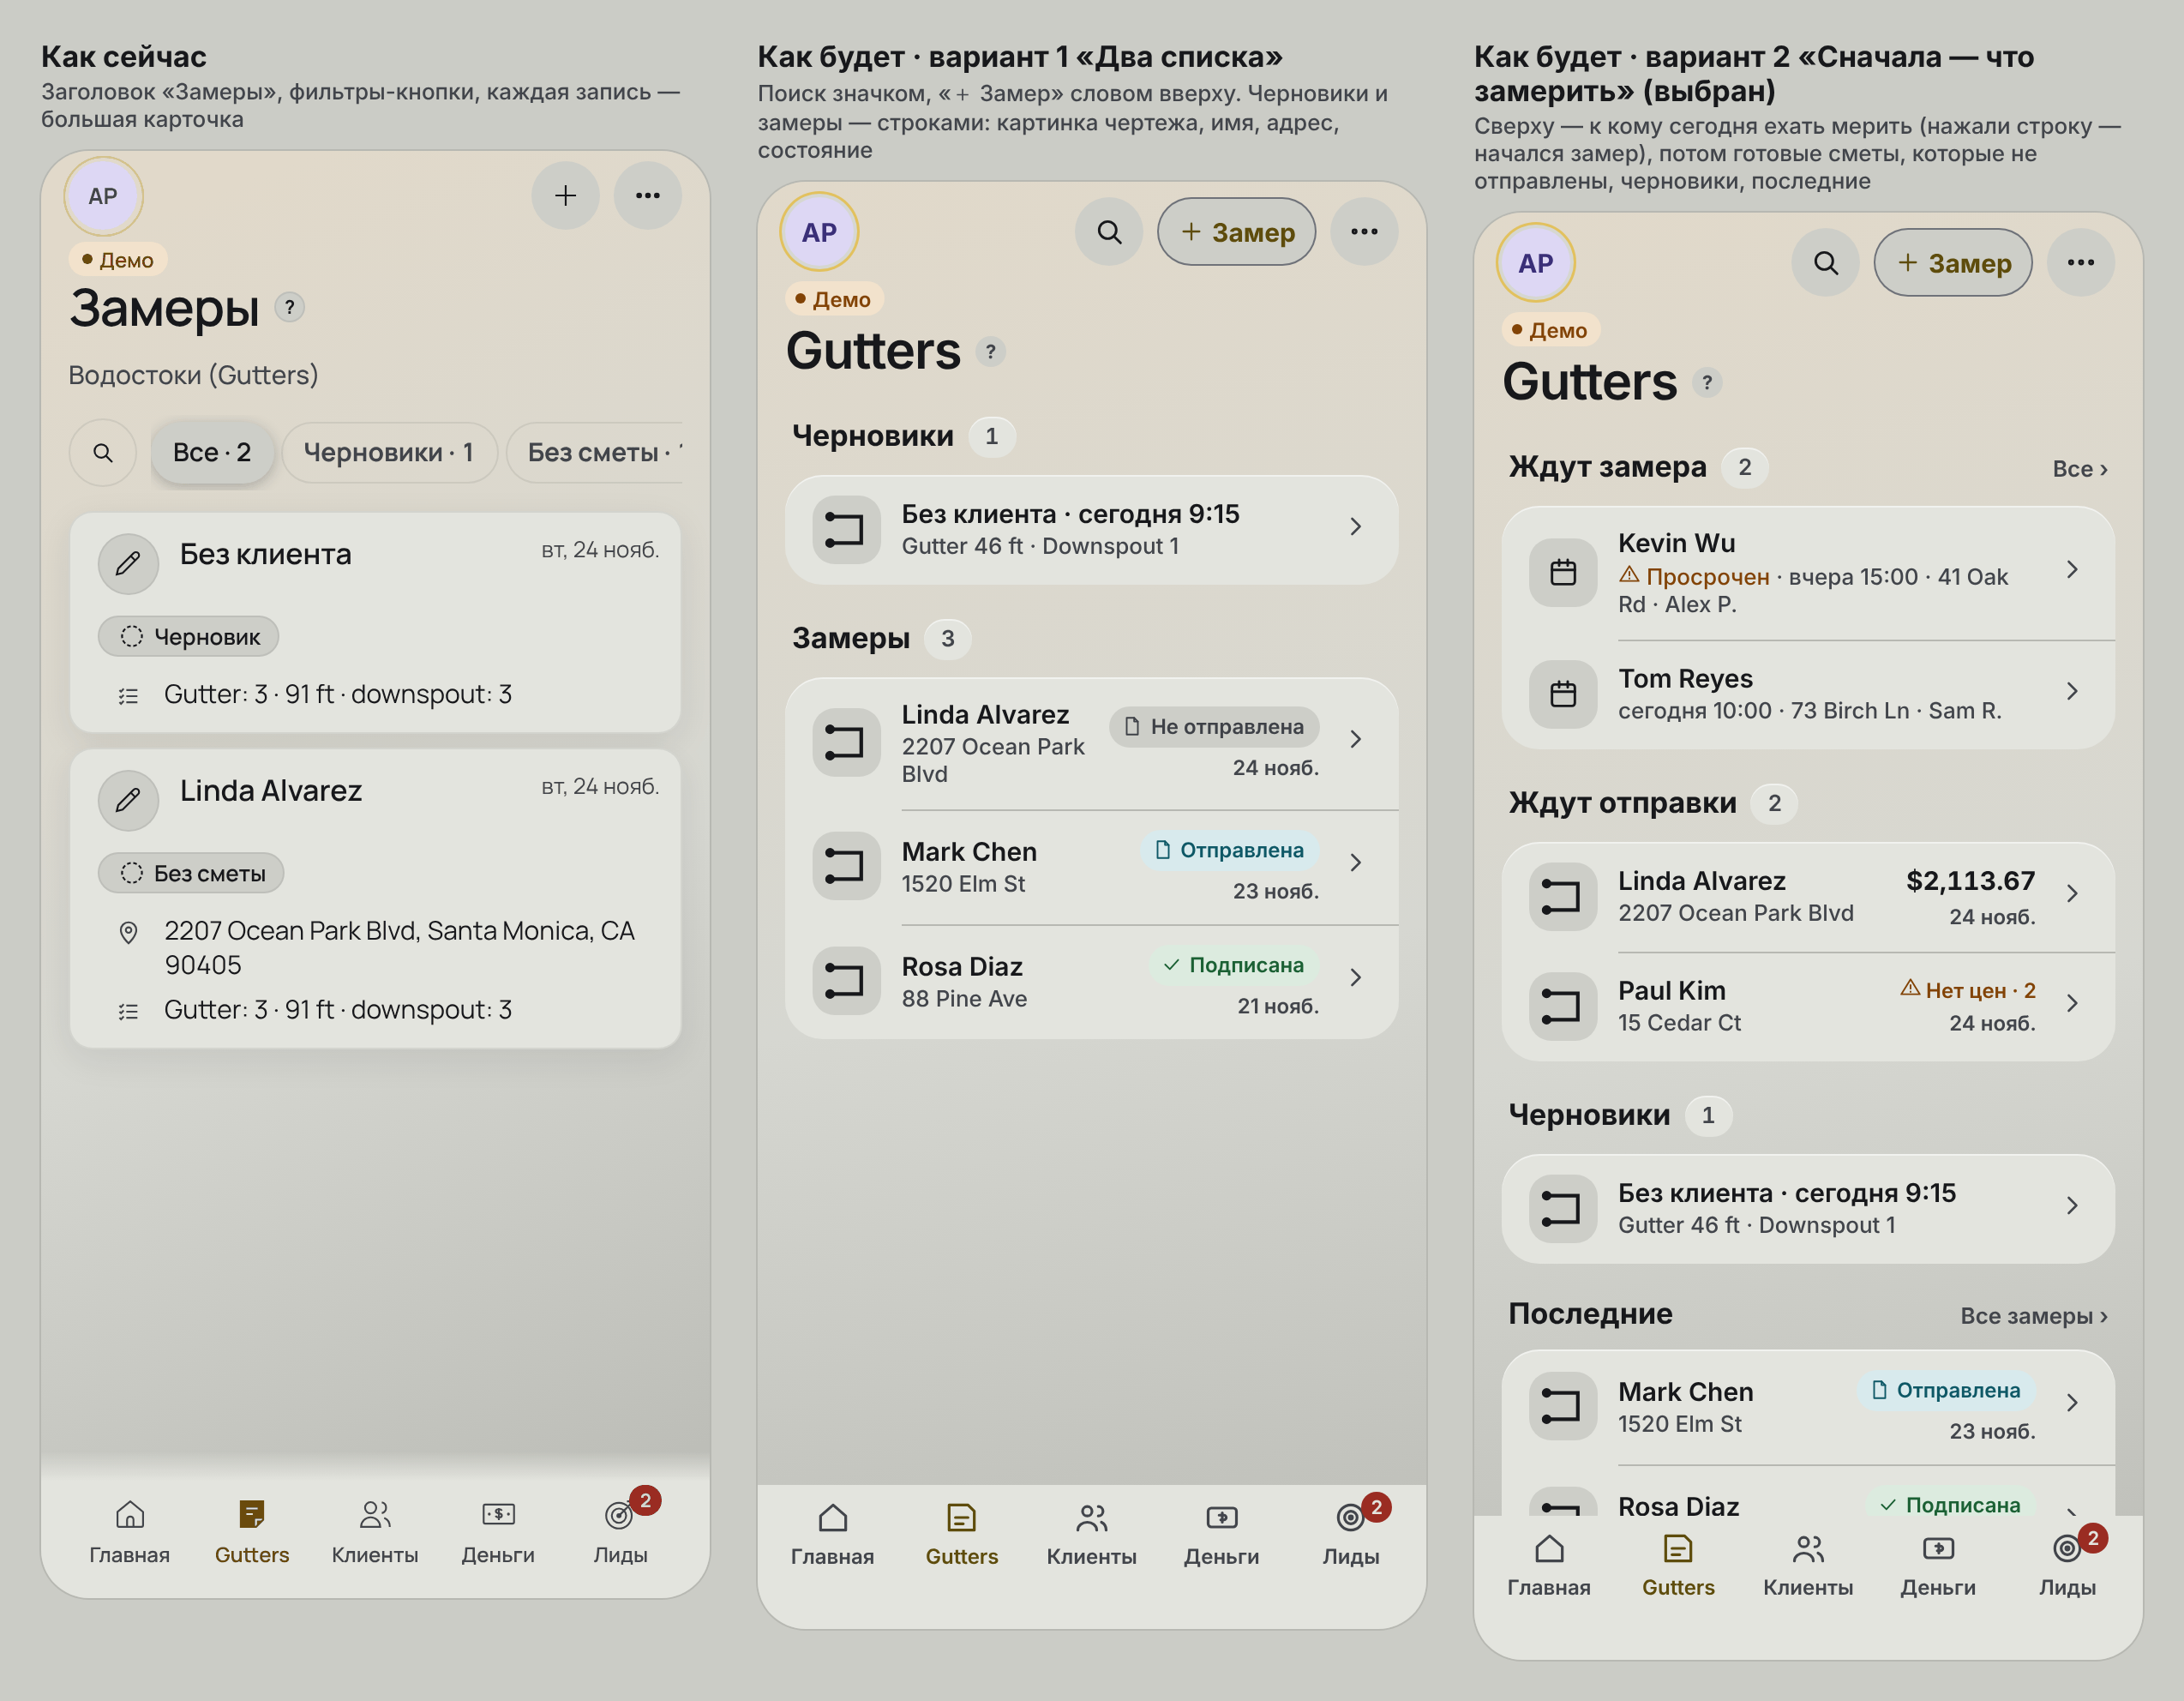 Как сейчас
Заголовок «Замеры», фильтры-кнопки, каждая запись —
большая карточка
AP
Демо
Замеры ?
Водостоки (Gutters)
Все · 2
Черновики · 1
Без сметы ·
Без клиента
вт, 24 нояб.
Черновик
Gutter: 3 · 91 ft · downspout: 3
Linda Alvarez
вт, 24 нояб.
Без сметы
2207 Ocean Park Blvd, Santa Monica, CA
90405
Gutter: 3 · 91 ft · downspout: 3
Главная
Gutters
Клиенты
Деньги
Лиды
2
Как будет · вариант 1 «Два списка»
Поиск значком, «+ Замер» словом вверху. Черновики и
замеры — строками: картинка чертежа, имя, адрес,
состояние
AP
+ Замер
Демо
Gutters ?
Черновики 1
Без клиента · сегодня 9:15
Gutter 46 ft · Downspout 1
Замеры 3
Linda Alvarez
2207 Ocean Park
Blvd
Не отправлена
24 нояб.
Mark Chen
1520 Elm St
Отправлена
23 нояб.
Rosa Diaz
88 Pine Ave
Подписана
21 нояб.
Главная
Gutters
Клиенты
Деньги
Лиды
2
Как будет · вариант 2 «Сначала — что
замерить» (выбран)
Сверху — к кому сегодня ехать мерить (нажали строку —
начался замер), потом готовые сметы, которые не
отправлены, черновики, последние
AP
+ Замер
Демо
Gutters ?
Ждут замера 2
Все ›
Kevin Wu
Просрочен · вчера 15:00 · 41 Oak
Rd · Alex P.
Tom Reyes
сегодня 10:00 · 73 Birch Ln · Sam R.
Ждут отправки 2
Linda Alvarez
2207 Ocean Park Blvd
$2,113.67
24 нояб.
Paul Kim
15 Cedar Ct
Нет цен · 2
24 нояб.
Черновики 1
Без клиента · сегодня 9:15
Gutter 46 ft · Downspout 1
Последние
Все замеры ›
Mark Chen
1520 Elm St
Отправлена
23 нояб.
Rosa Diaz
Подписана
Главная
Gutters
Клиенты
Деньги
Лиды
2